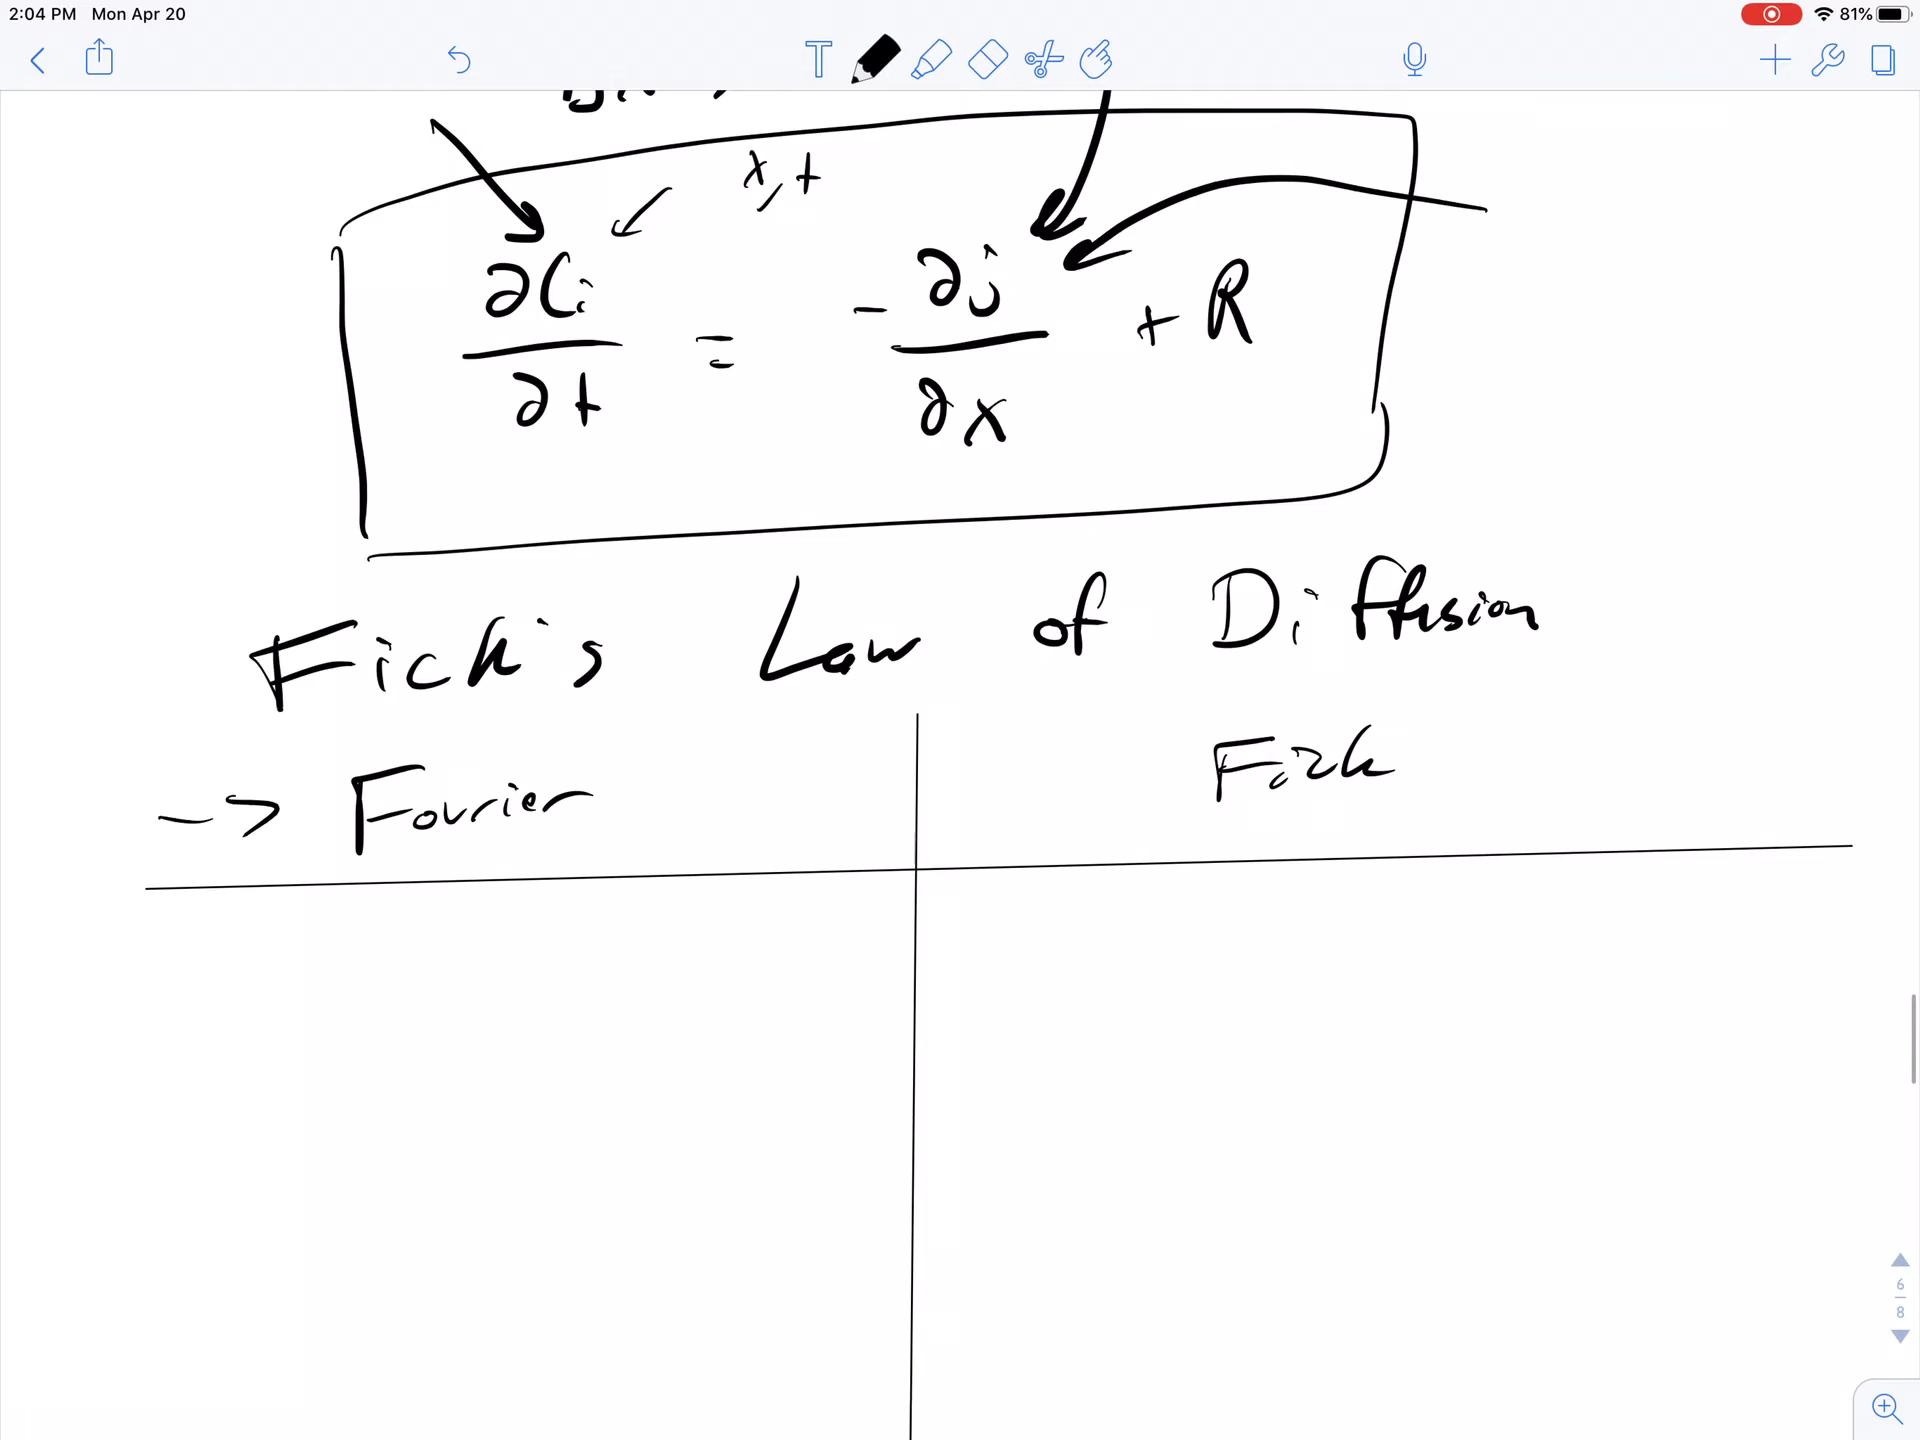 2:04 PM Mon Apr 20
81%
T
x, t
∂Ci
∂t
=
- ∂j
∂x
+ R
Fick's Law of Diffusion
-> Fourier
Fick
6
8